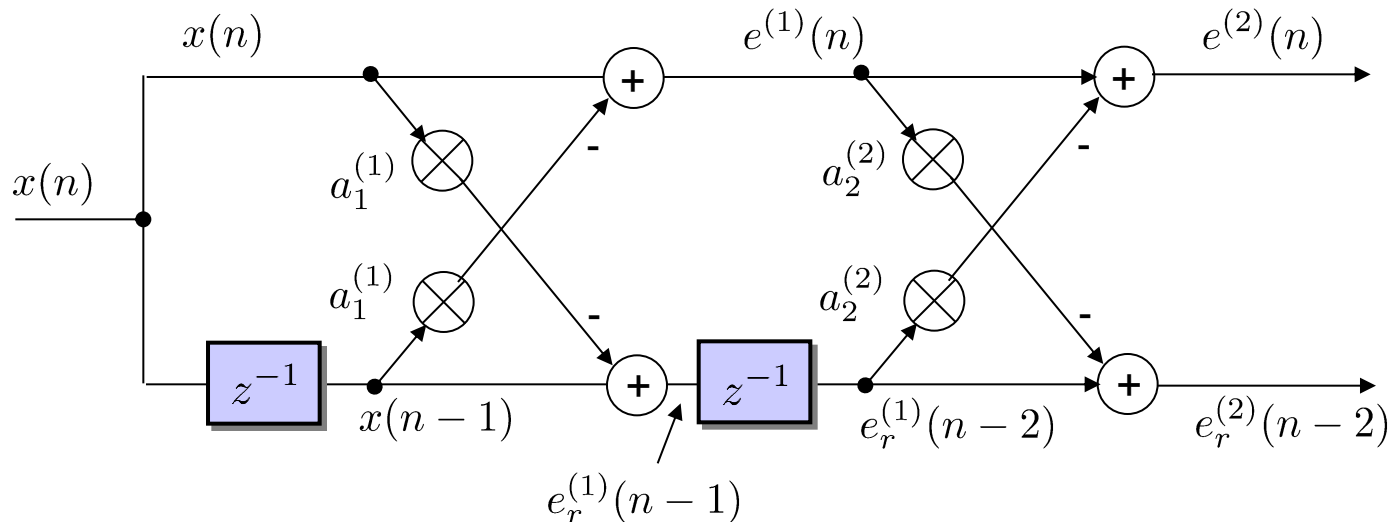 x(n)
e^{(1)}(n)
e^{(2)}(n)
+
+
a_1^{(1)}
-
a_2^{(2)}
-
x(n)
a_1^{(1)}
-
a_2^{(2)}
-
z^{-1}
+
z^{-1}
+
x(n − 1)
e_r^{(1)}(n − 2)
e_r^{(2)}(n − 2)
e_r^{(1)}(n − 1)